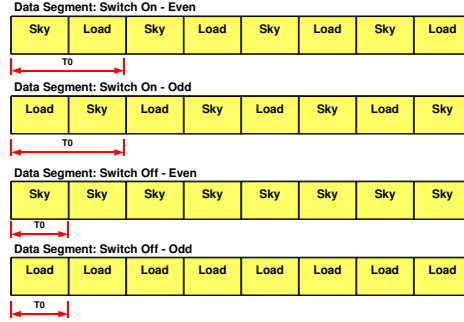 Data Segment: Switch On - Even
Sky Load Sky Load Sky Load Sky Load
T0
Data Segment: Switch On - Odd
Load Sky Load Sky Load Sky Load Sky
T0
Data Segment: Switch Off - Even
Sky Sky Sky Sky Sky Sky Sky Sky
T0
Data Segment: Switch Off - Odd
Load Load Load Load Load Load Load Load
T0